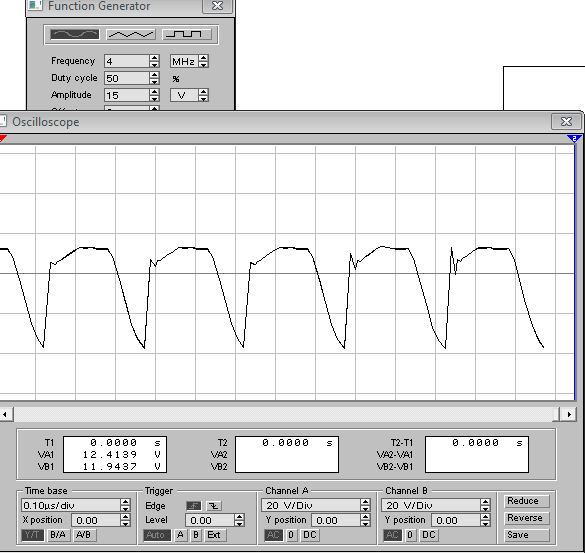 Function Generator
Frequency 4 MHz
Duty cycle 50 %
Amplitude 15 V
Oscilloscope
T1 0.0000 s T2 0.0000 s T2-T1 0.0000 s
VA1 12.4139 V VA2 VA2-VA1
VB1 11.9437 V VB2 VB2-VB1
Time base Trigger Channel A Channel B
0.10µs/div Edge 20 V/Div 20 V/Div Reduce
X position 0.00 Level 0.00 Y position 0.00 Y position 0.00 Reverse
Y/T B/A A/B Auto A B Ext AC 0 DC AC 0 DC Save